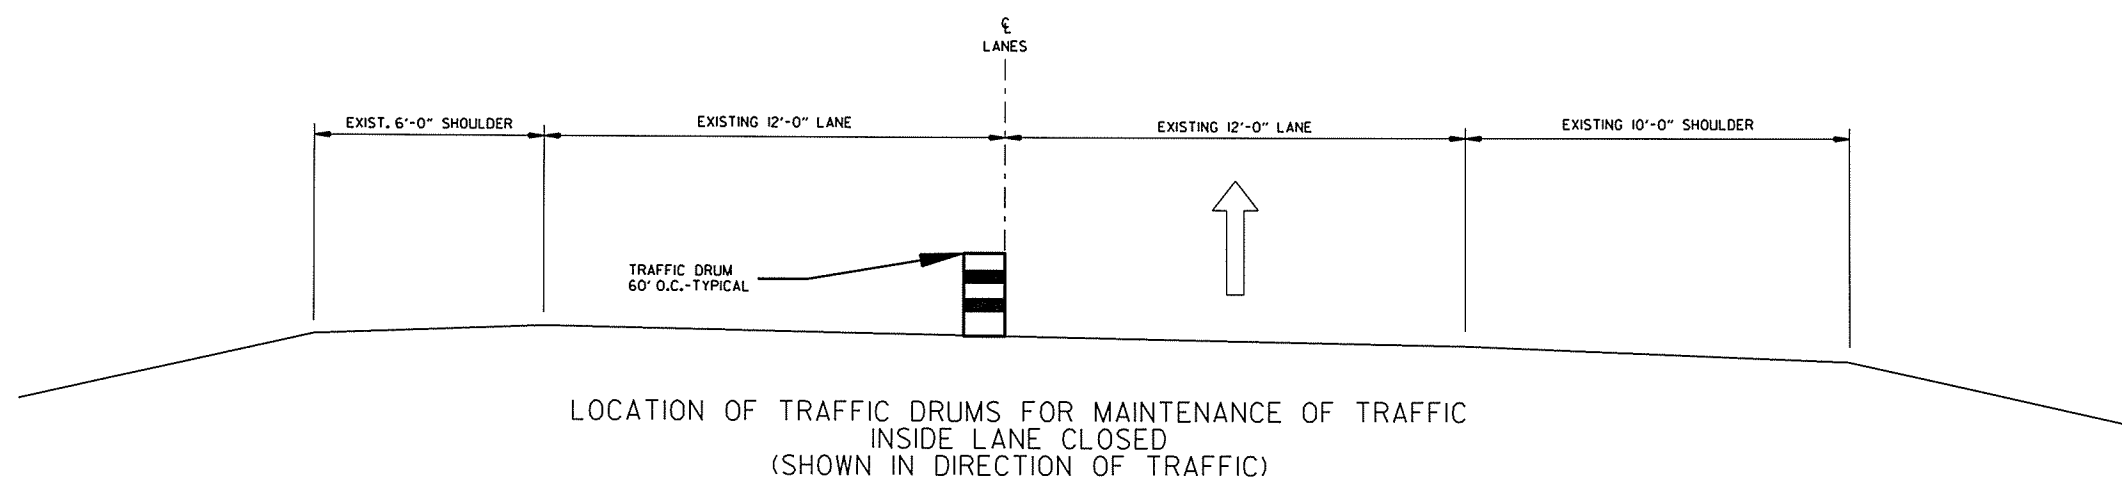 ℄
LANES
EXIST. 6'-0" SHOULDER
EXISTING 12'-0" LANE
EXISTING 12'-0" LANE
EXISTING 10'-0" SHOULDER
TRAFFIC DRUM
60' O.C.-TYPICAL
LOCATION OF TRAFFIC DRUMS FOR MAINTENANCE OF TRAFFIC
INSIDE LANE CLOSED
(SHOWN IN DIRECTION OF TRAFFIC)